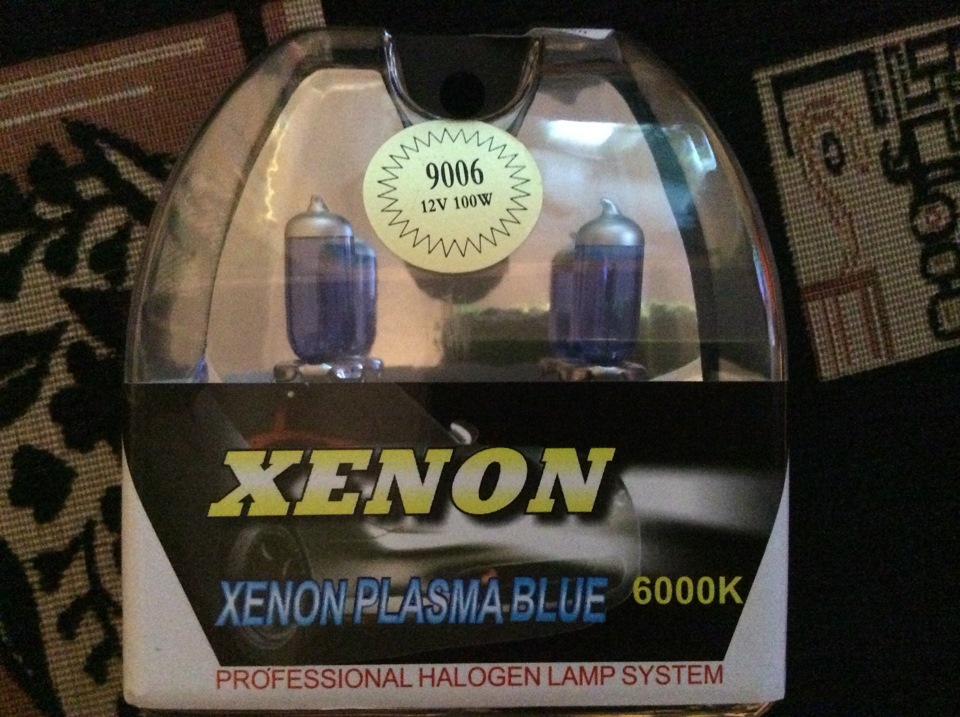 9006
12V 100W
XENON
XENON PLASMA BLUE 6000K
PROFESSIONAL HALOGEN LAMP SYSTEM